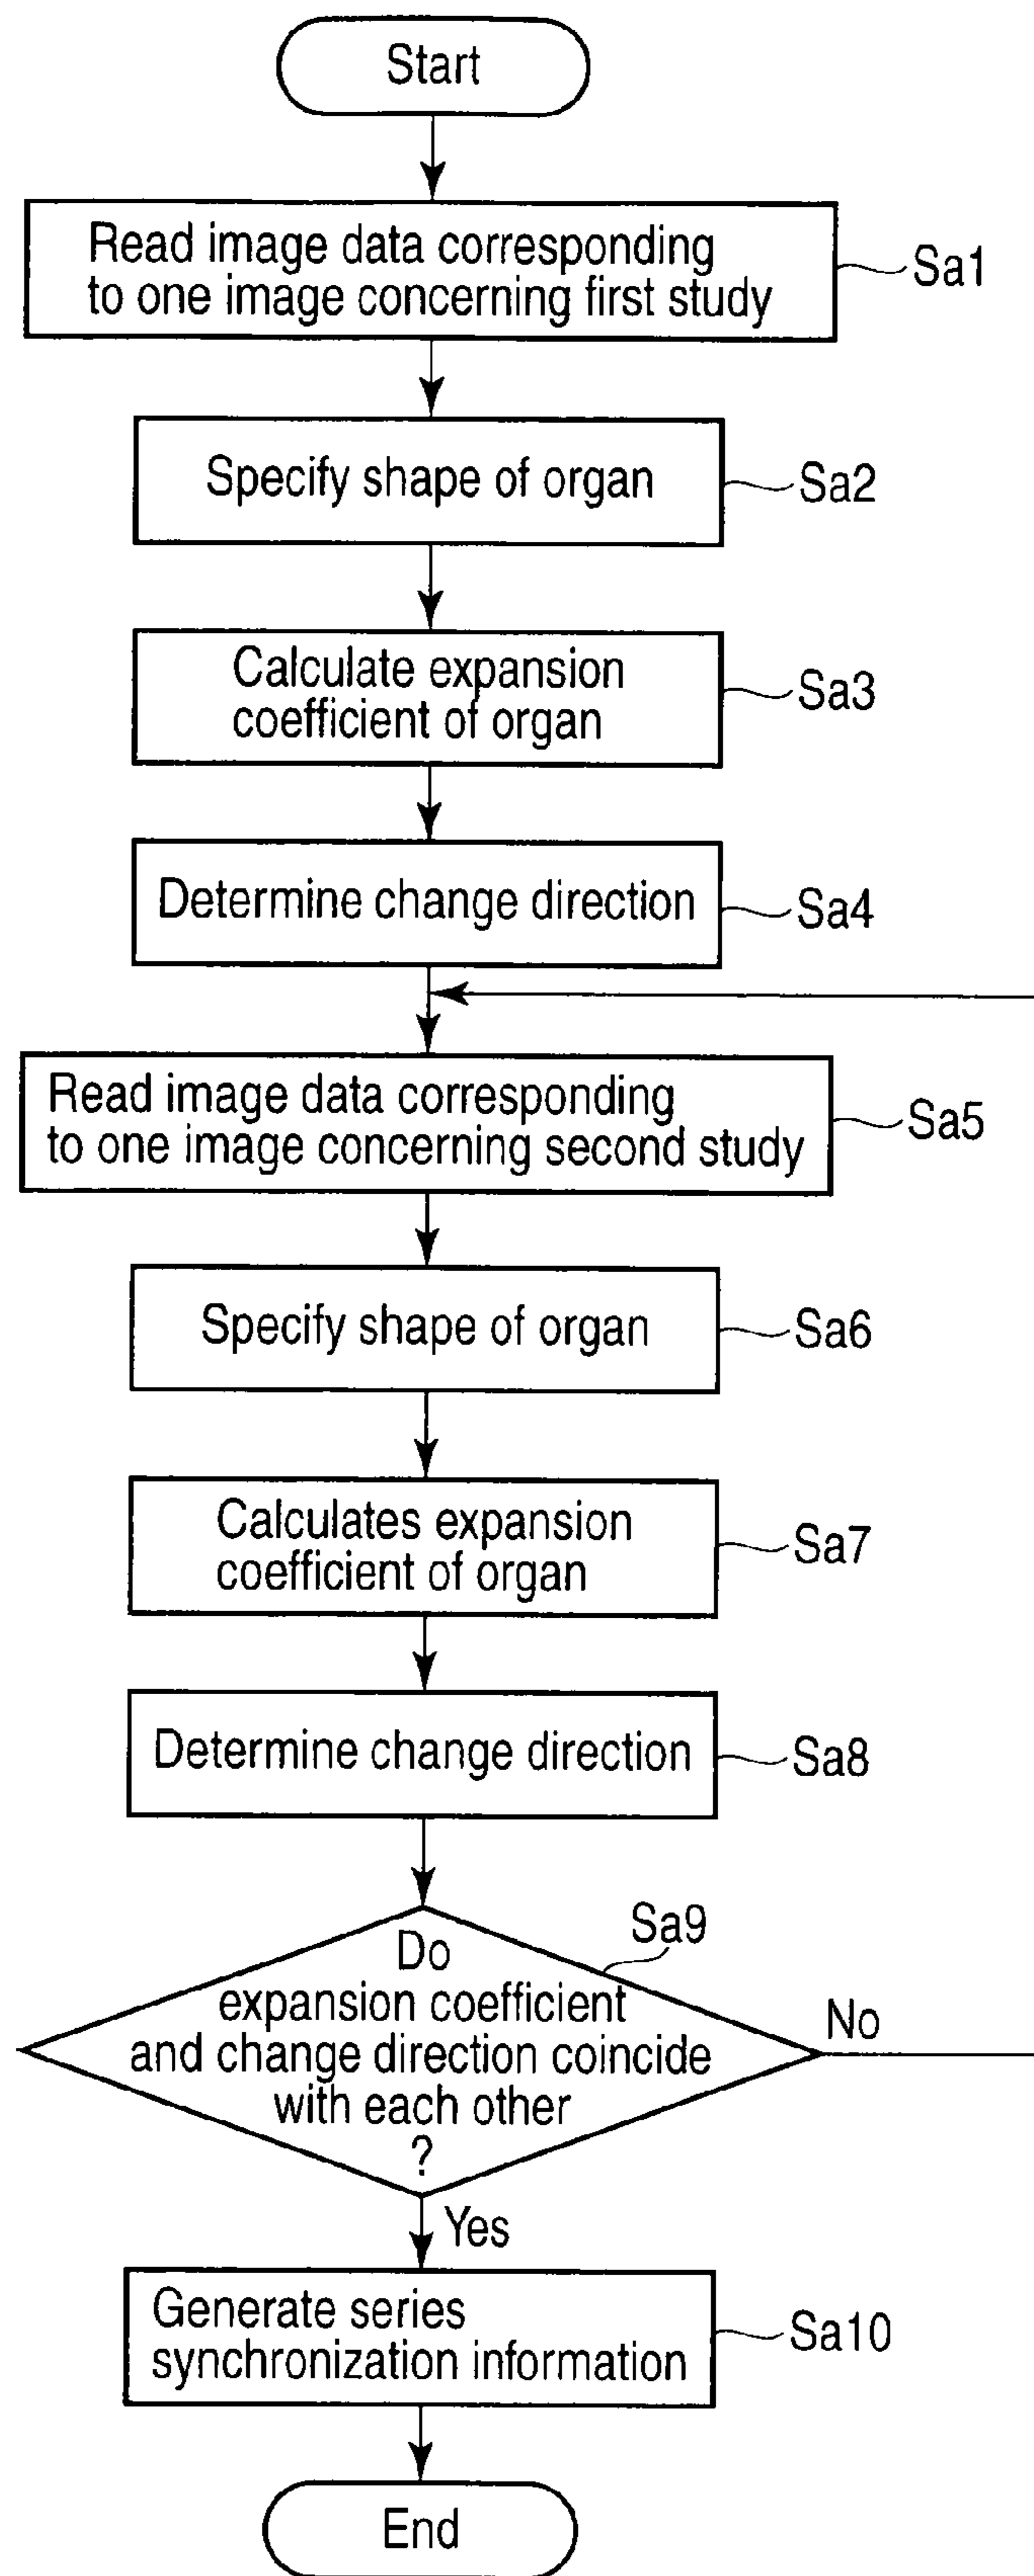 Start
Read image data corresponding
to one image concerning first study
Sa1
Specify shape of organ
Sa2
Calculate expansion
coefficient of organ
Sa3
Determine change direction
Sa4
Read image data corresponding
to one image concerning second study
Sa5
Specify shape of organ
Sa6
Calculates expansion
coefficient of organ
Sa7
Determine change direction
Sa8
Sa9
Do
expansion coefficient
and change direction coincide
with each other
?
No
Yes
Generate series
synchronization information
Sa10
End